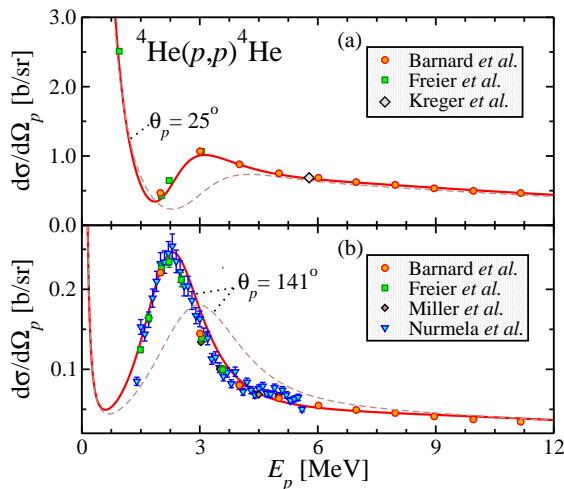 3.0
2.0
1.0
0.0
dσ/dΩp [b/sr]
⁴He(p,p)⁴He
(a)
Barnard et al.
Freier et al.
Kreger et al.
θp = 25°
0.2
0.1
dσ/dΩp [b/sr]
(b)
Barnard et al.
Freier et al.
Miller et al.
Nurmela et al.
θp = 141°
0 3 6 9 12
Ep [MeV]